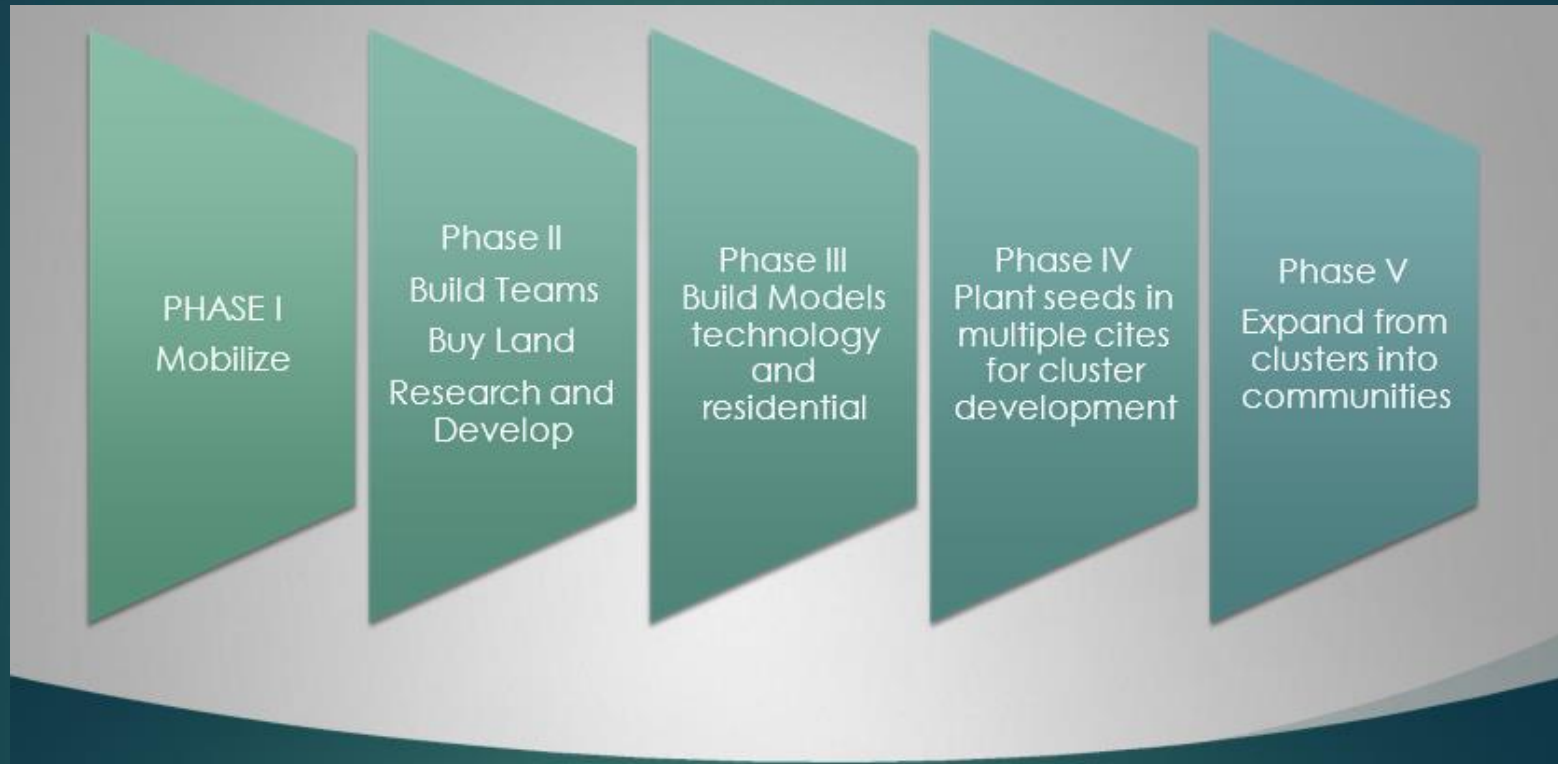 PHASE I
Mobilize
Phase II
Build Teams
Buy Land
Research and
Develop
Phase III
Build Models
technology
and
residential
Phase IV
Plant seeds in
multiple cites
for cluster
development
Phase V
Expand from
clusters into
communities